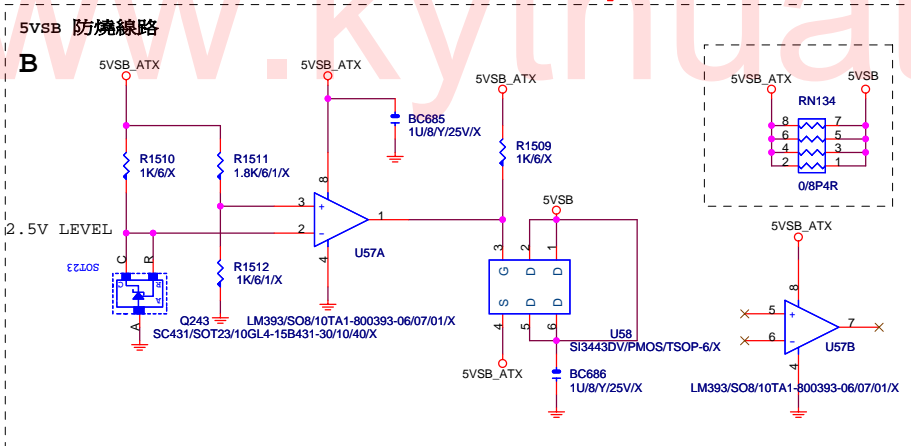 www.kythuat
5VSB 防燒線路
B
5VSB_ATX
5VSB_ATX
5VSB_ATX
5VSB_ATX
5VSB
RN134
8
7
6
5
4
3
2
1
0/8P4R
BC685
1U/8/Y/25V/X
R1510
1K/6/X
R1511
1.8K/6/1/X
R1509
1K/6/X
8
3
+
1
2
-
4
U57A
2.5V LEVEL
C
R
SOT23
C
R
A
A
R1512
1K/6/1/X
Q243
SC431/SOT23/10GL4-15B431-30/10/40/X
LM393/SO8/10TA1-800393-06/07/01/X
5VSB
3
2
1
G
D
D
S
D
D
4
5
6
U58
SI3443DV/PMOS/TSOP-6/X
5VSB_ATX
BC686
1U/8/Y/25V/X
5VSB_ATX
8
5
+
7
6
-
U57B
4
LM393/SO8/10TA1-800393-06/07/01/X